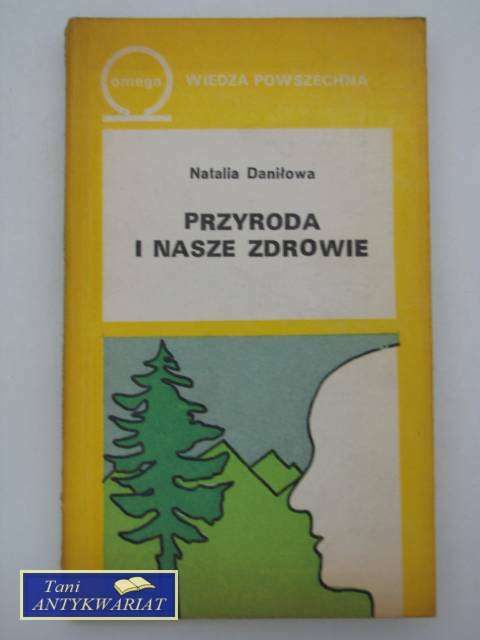 omega
WIEDZA POWSZECHNA
Natalia Daniłowa
PRZYRODA
I NASZE ZDROWIE
Tani
ANTYKWARIAT